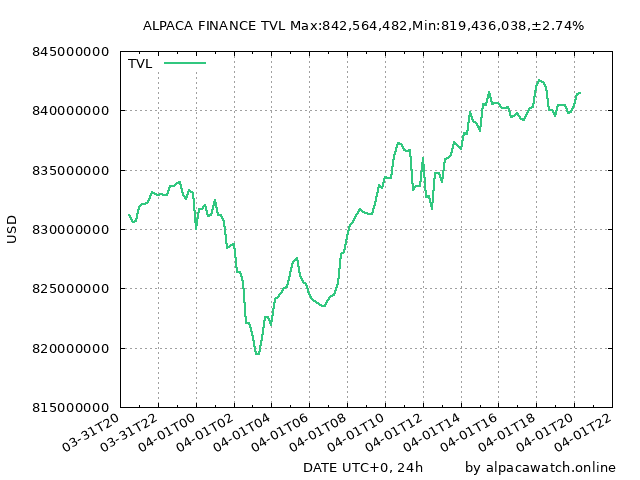 ALPACA FINANCE TVL Max:842,564,482,Min:819,436,038,±2.74%
TVL
845000000
840000000
835000000
830000000
825000000
820000000
815000000
USD
03-31T20
03-31T22
04-01T00
04-01T02
04-01T04
04-01T06
04-01T08
04-01T10
04-01T12
04-01T14
04-01T16
04-01T18
04-01T20
04-01T22
DATE UTC+0, 24h
by alpacawatch.online